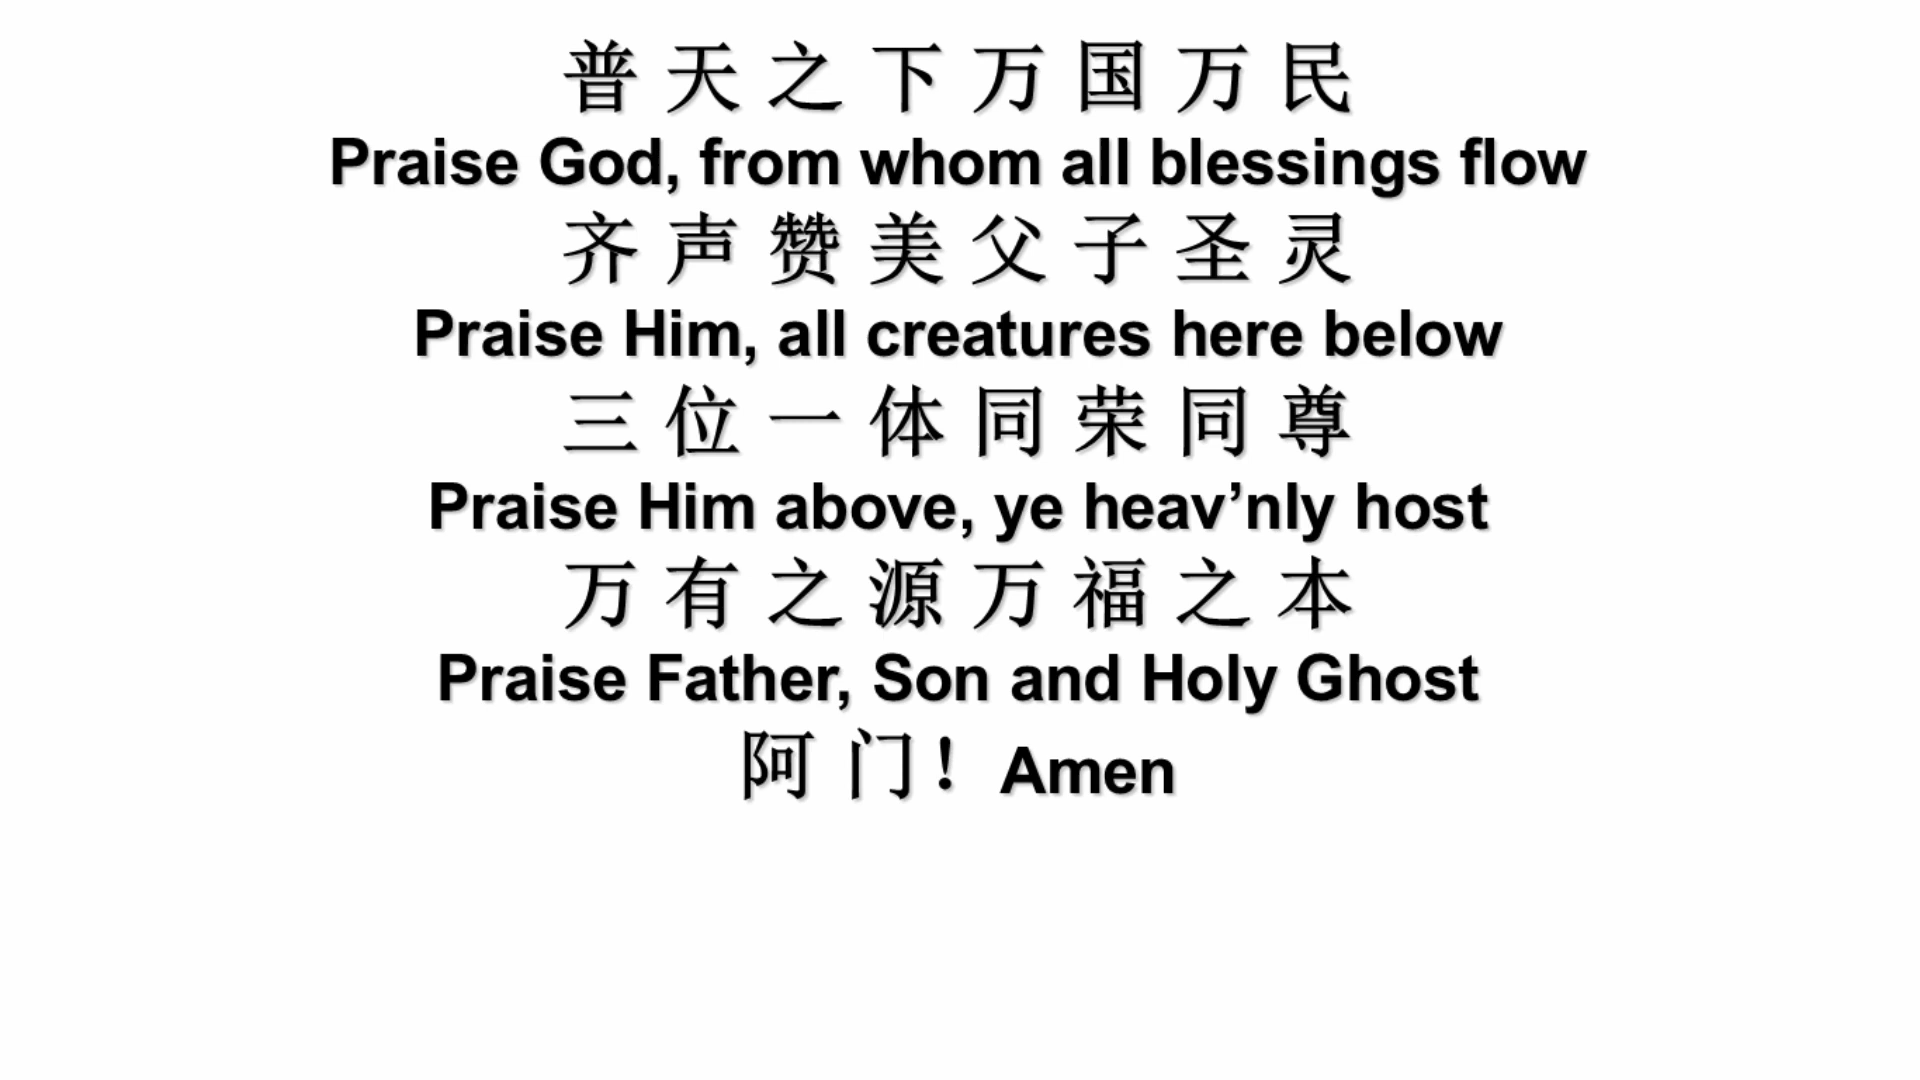 普 天 之 下 万 国 万 民
Praise God, from whom all blessings flow
齐 声 赞 美 父 子 圣 灵
Praise Him, all creatures here below
三 位 一 体 同 荣 同 尊
Praise Him above, ye heav’nly host
万 有 之 源 万 福 之 本
Praise Father, Son and Holy Ghost
阿 门！ Amen